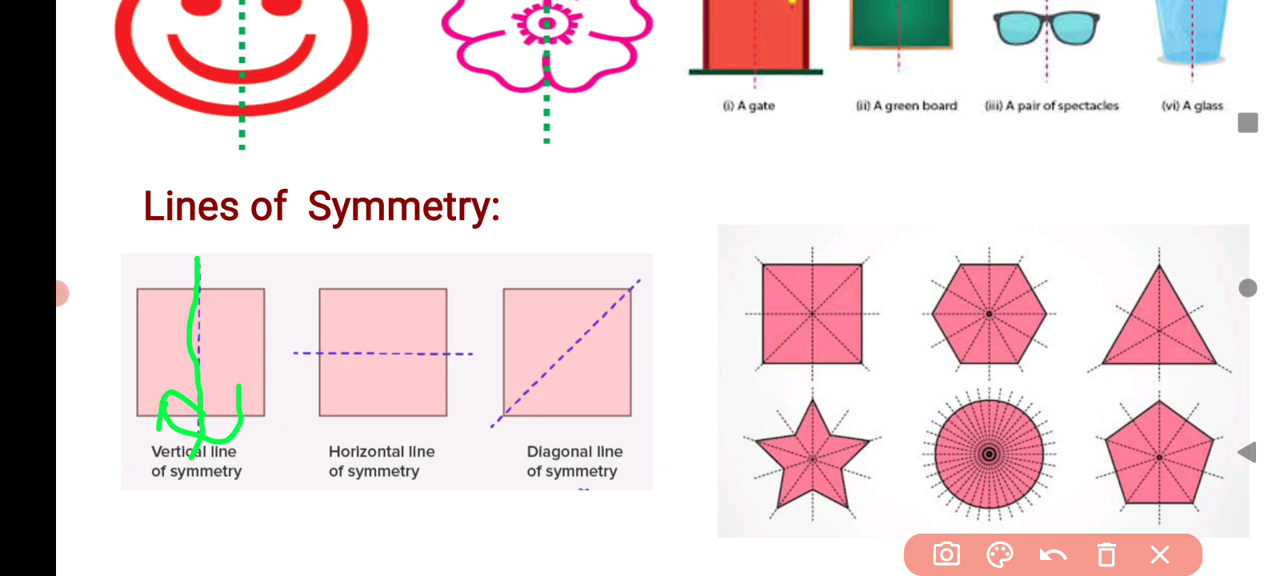 (i) A gate
(ii) A green board
(iii) A pair of spectacles
(vi) A glass
Lines of Symmetry:
Vertical line
of symmetry
Horizontal line
of symmetry
Diagonal line
of symmetry